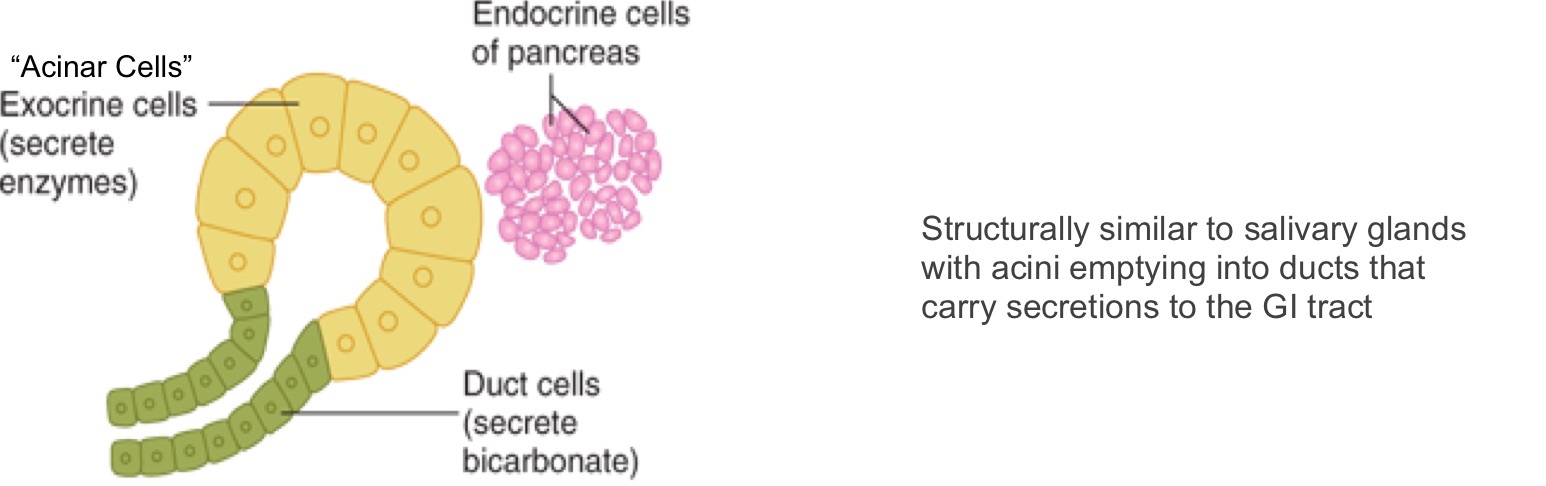 “Acinar Cells”
Exocrine cells
(secrete
enzymes)
Endocrine cells
of pancreas
Duct cells
(secrete
bicarbonate)
Structurally similar to salivary glands
with acini emptying into ducts that
carry secretions to the GI tract